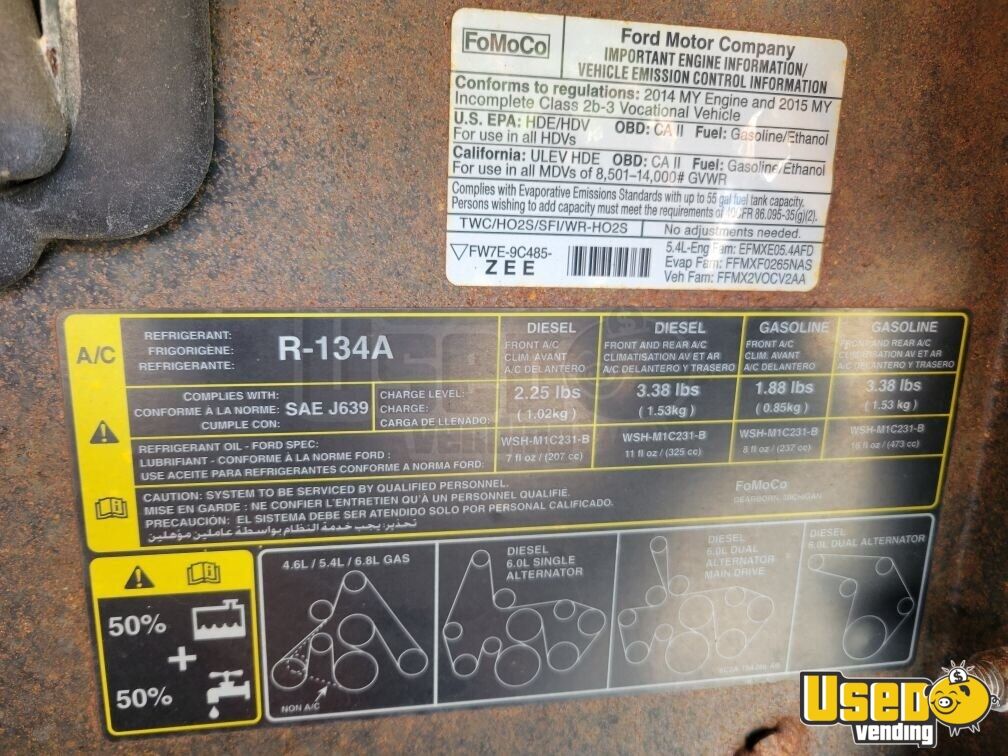 FoMoCo
Ford Motor Company
IMPORTANT ENGINE INFORMATION/
VEHICLE EMISSION CONTROL INFORMATION
Conforms to regulations: 2014 MY Engine and 2015 MY
Incomplete Class 2b-3 Vocational Vehicle
U.S. EPA: HDE/HDV OBD: CA II Fuel: Gasoline/Ethanol
For use in all HDVs
California: ULEV HDE OBD: CA II Fuel: Gasoline/Ethanol
For use in all MDVs of 8,501-14,000# GVWR
Complies with Evaporative Emissions Standards with up to 55 gal fuel tank capacity.
Persons wishing to add capacity must meet the requirements of 40CFR 86.095-35(g)(2).
TWC/HO2S/SFI/WR-HO2S No adjustments needed.
FW7E-9C485-
ZEE
5.4L-Eng Fam: EFMXE05.4AFD
Evap Fam: FFMXF0265NAS
Veh Fam: FFMX2VOCV2AA
A/C
REFRIGERANT:
FRIGORIGÈNE:
REFRIGERANTE:
R-134A
DIESEL
FRONT A/C
CLIM. AVANT
A/C DELANTERO
DIESEL
FRONT AND REAR A/C
CLIMATISATION AV ET AR
A/C DELANTERO Y TRASERO
GASOLINE
FRONT A/C
CLIM. AVANT
A/C DELANTERO
GASOLINE
FRONT AND REAR A/C
CLIMATISATION AV ET AR
A/C DELANTERO Y TRASERO
COMPLIES WITH:
CONFORME À LA NORME:
CUMPLE CON:
SAE J639
CHARGE LEVEL:
CHARGE:
CARGA DE LLENADO:
2.25 lbs
(1.02kg)
3.38 lbs
(1.53kg)
1.88 lbs
(0.85kg)
3.38 lbs
(1.53 kg)
REFRIGERANT OIL - FORD SPEC:
LUBRIFIANT - CONFORME À LA NORME FORD :
USE ACEITE PARA REFRIGERANTES CONFORME A NORMA FORD:
WSH-M1C231-B
7 fl oz / (207 cc)
WSH-M1C231-B
11 fl oz / (325 cc)
WSH-M1C231-B
8 fl oz / (237 cc)
WSH-M1C231-B
16 fl oz / (473 cc)
CAUTION: SYSTEM TO BE SERVICED BY QUALIFIED PERSONNEL.
MISE EN GARDE : NE CONFIER L'ENTRETIEN QU'À UN PERSONNEL QUALIFIÉ.
PRECAUCIÓN: EL SISTEMA DEBE SER ATENDIDO SOLO POR PERSONAL CALIFICADO.
تحذير: يجب خدمة النظام بواسطة عاملين مؤهلين
FoMoCo
DEARBORN, MICHIGAN
50%
+
50%
4.6L / 5.4L / 6.8L GAS
NON A/C
DIESEL
6.0L SINGLE
ALTERNATOR
DIESEL
6.0L DUAL
ALTERNATOR
MAIN DRIVE
DIESEL
6.0L DUAL ALTERNATOR
USED
vending